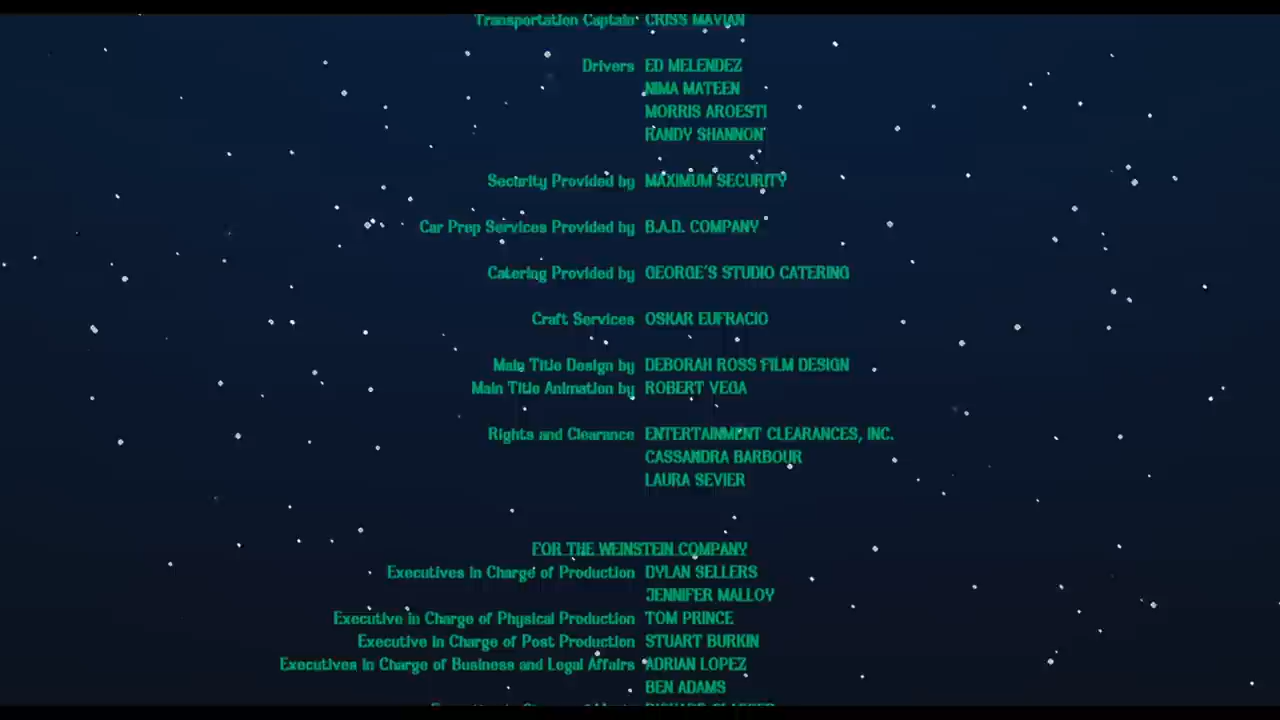 Transportation Captain CRISS MAVIAN
Drivers ED MELENDEZ
NIMA MATEEN
MORRIS AROESTI
RANDY SHANNON
Security Provided by MAXIMUM SECURITY
Car Prep Services Provided by B.A.D. COMPANY
Catering Provided by GEORGE'S STUDIO CATERING
Craft Services OSKAR EUFRACIO
Main Title Design by DEBORAH ROSS FILM DESIGN
Main Title Animation by ROBERT VEGA
Rights and Clearance ENTERTAINMENT CLEARANCES, INC.
CASSANDRA BARBOUR
LAURA SEVIER
FOR THE WEINSTEIN COMPANY
Executives in Charge of Production DYLAN SELLERS
JENNIFER MALLOY
Executive in Charge of Physical Production TOM PRINCE
Executive in Charge of Post Production STUART BURKIN
Executives in Charge of Business and Legal Affairs ADRIAN LOPEZ
BEN ADAMS